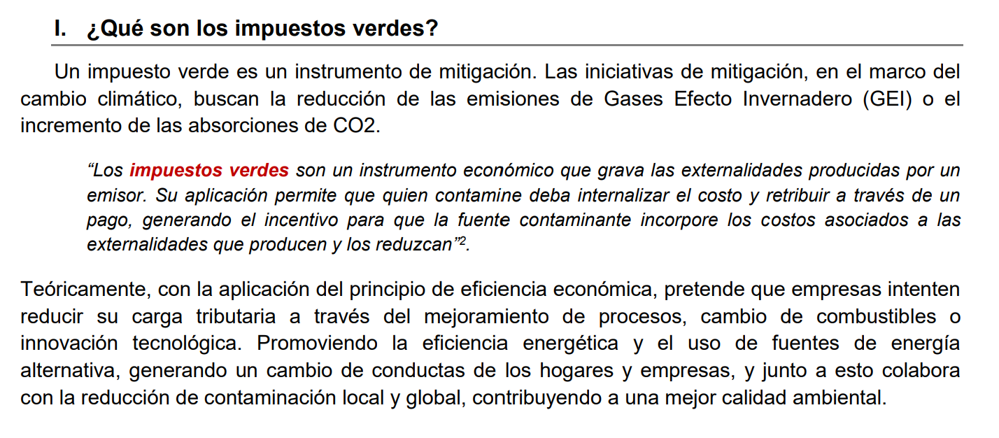 I. ¿Qué son los impuestos verdes?
Un impuesto verde es un instrumento de mitigación. Las iniciativas de mitigación, en el marco del
cambio climático, buscan la reducción de las emisiones de Gases Efecto Invernadero (GEI) o el
incremento de las absorciones de CO2.
“Los impuestos verdes son un instrumento económico que grava las externalidades producidas por un
emisor. Su aplicación permite que quien contamine deba internalizar el costo y retribuir a través de un
pago, generando el incentivo para que la fuente contaminante incorpore los costos asociados a las
externalidades que producen y los reduzcan”2.
Teóricamente, con la aplicación del principio de eficiencia económica, pretende que empresas intenten
reducir su carga tributaria a través del mejoramiento de procesos, cambio de combustibles o
innovación tecnológica. Promoviendo la eficiencia energética y el uso de fuentes de energía
alternativa, generando un cambio de conductas de los hogares y empresas, y junto a esto colabora
con la reducción de contaminación local y global, contribuyendo a una mejor calidad ambiental.